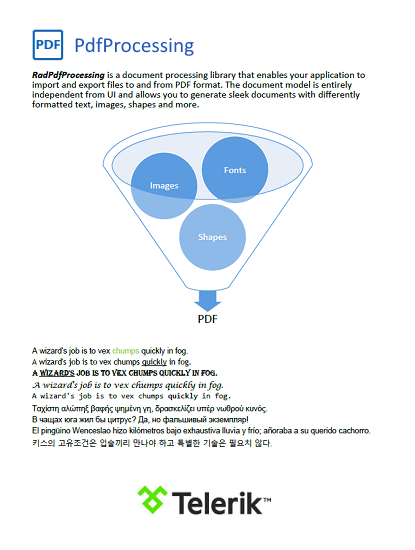 PDF PdfProcessing
RadPdfProcessing is a document processing library that enables your application to
import and export files to and from PDF format. The document model is entirely
independent from UI and allows you to generate sleek documents with differently
formatted text, images, shapes and more.
Fonts
Images
Shapes
PDF
A wizard's job is to vex chumps quickly in fog.
A wizard's job is to vex chumps quickly in fog.
A WIZARD'S JOB IS TO VEX CHUMPS QUICKLY IN FOG.
A wizard's job is to vex chumps quickly in fog.
A wizard's job is to vex chumps quickly in fog.
Ταχίστη αλώπηξ βαφής ψημένη γη, δρασκελίζει υπέρ νωθρού κυνός.
В чащах юга жил бы цитрус? Да, но фальшивый экземпляр!
El pingüino Wenceslao hizo kilómetros bajo exhaustiva lluvia y frío; añoraba a su querido cachorro.
키스의 고유조건은 입술끼리 만나야 하고 특별한 기술은 필요치 않다.
Telerik™